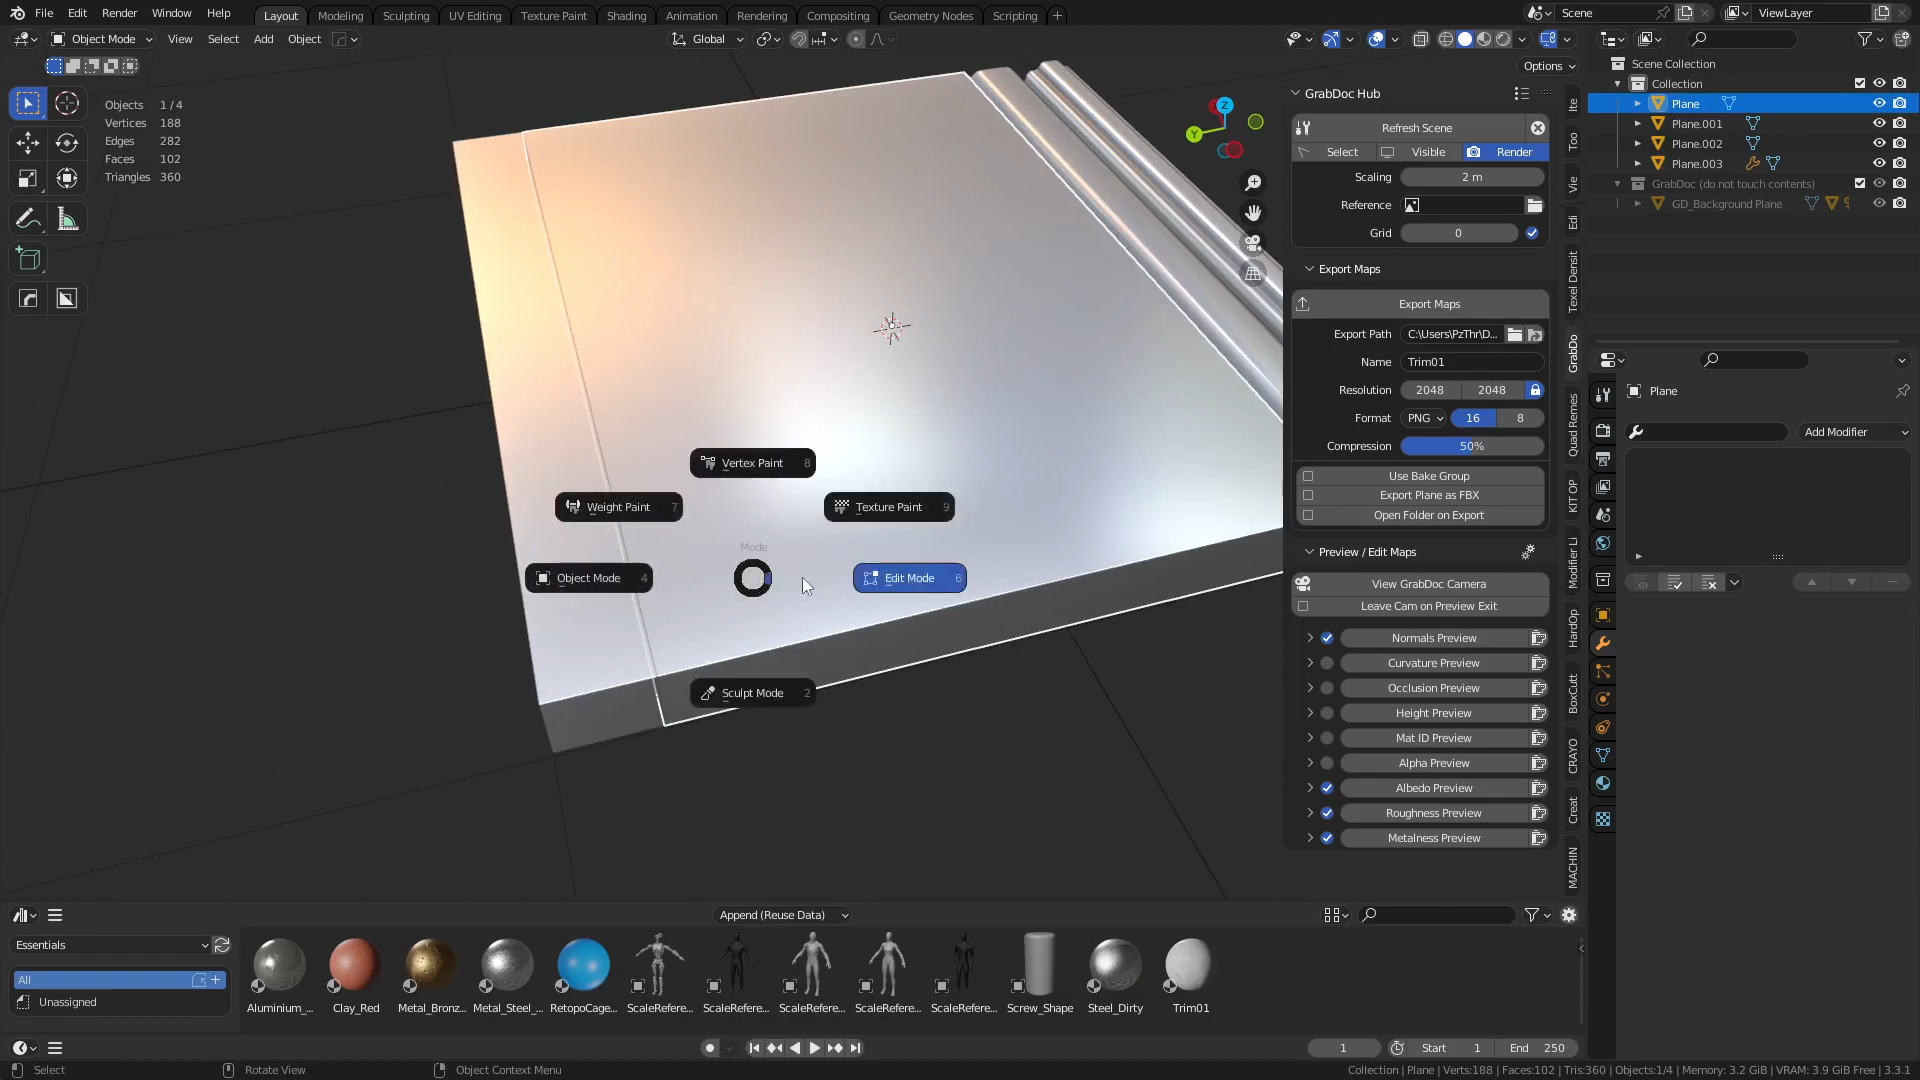 File Edit Render Window Help Layout Modeling Sculpting UV Editing Texture Paint Shading Animation Rendering Compositing Geometry Nodes Scripting + Scene ViewLayer
Object Mode View Select Add Object Global
Options
Objects 1 / 4
Vertices 188
Edges 282
Faces 102
Triangles 360
Z
Y
Vertex Paint 8
Weight Paint 7
Texture Paint 9
Mode
Object Mode 4
Edit Mode 6
Sculpt Mode 2
GrabDoc Hub
Refresh Scene
Select Visible Render
Scaling 2 m
Reference
Grid 0
Export Maps
Export Maps
Export Path C:\Users\PzThr\D...
Name Trim01
Resolution 2048 2048
Format PNG 16 8
Compression 50%
Use Bake Group
Export Plane as FBX
Open Folder on Export
Preview / Edit Maps
View GrabDoc Camera
Leave Cam on Preview Exit
Normals Preview
Curvature Preview
Occlusion Preview
Height Preview
Mat ID Preview
Alpha Preview
Albedo Preview
Roughness Preview
Metalness Preview
Ite
Too
Vie
Edi
Texel Densit
GrabDo
Quad Remes
KIT OP
Modifier Li
HardOp
BoxCutt
CRAYO
Creat
MACHIN
Scene Collection
Collection
Plane
Plane.001
Plane.002
Plane.003
GrabDoc (do not touch contents)
GD_Background Plane
Plane
Add Modifier
Append (Reuse Data)
Essentials
All
Unassigned
Aluminium_... Clay_Red Metal_Bronz... Metal_Steel_... RetopoCage... ScaleRefere... ScaleRefere... ScaleRefere... ScaleRefere... ScaleRefere... Screw_Shape Steel_Dirty Trim01
1 Start 1 End 250
Select Rotate View Object Context Menu Collection | Plane | Verts:188 | Faces:102 | Tris:360 | Objects:1/4 | Memory: 3.2 GiB | VRAM: 3.9 GiB Free | 3.3.1